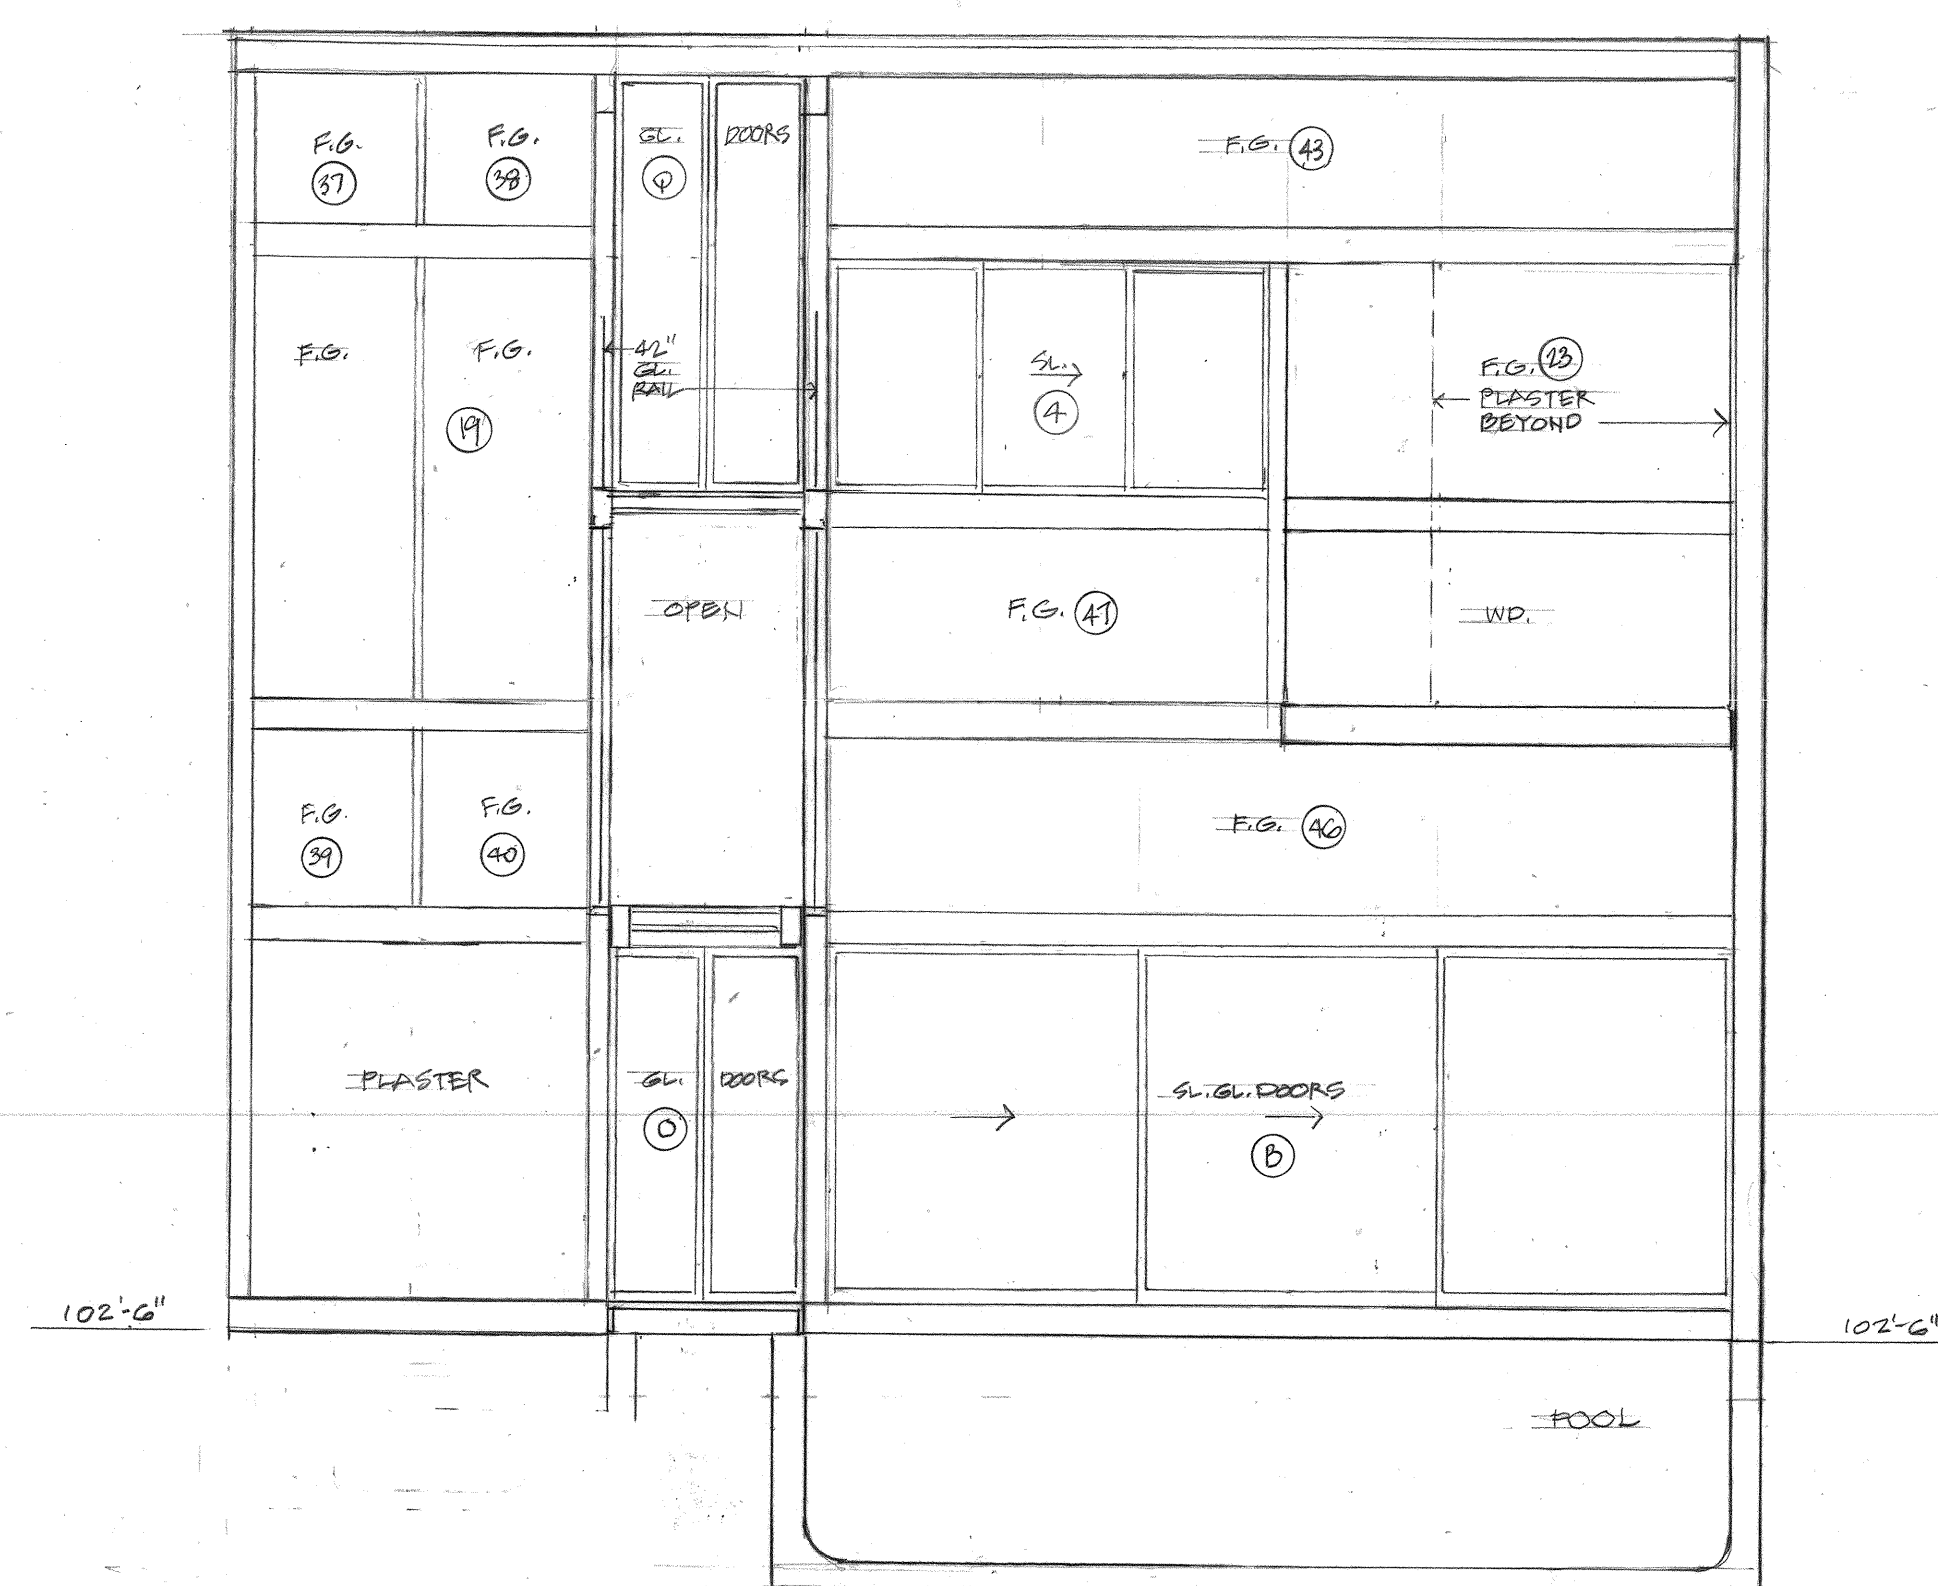 F.G.
37
F.G.
38
GL. DOORS
Q
F.G. 43
F.G.
F.G.
19
42"
GL.
RAIL
SL.
4
F.G. 23
PLASTER
BEYOND
OPEN
F.G. 47
WD.
F.G.
39
F.G.
40
F.G. 46
PLASTER
GL. DOORS
O
SL. GL. DOORS
B
102'-6"
102'-6"
POOL